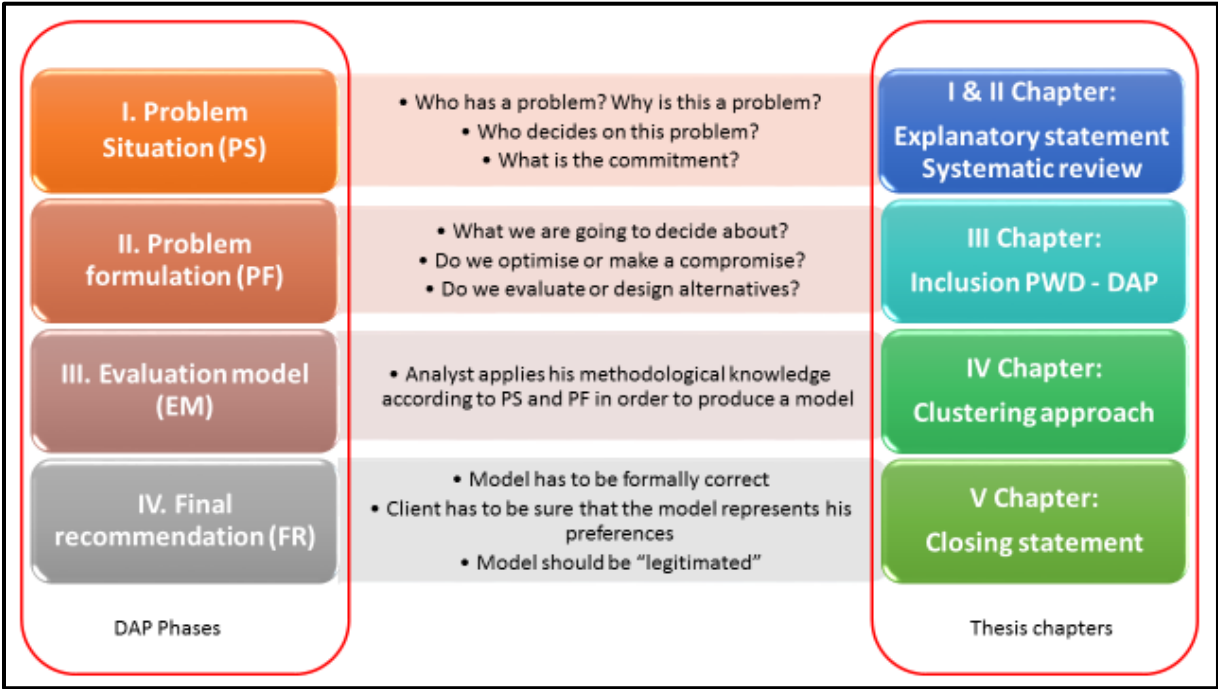 I. Problem
Situation (PS)
• Who has a problem? Why is this a problem?
• Who decides on this problem?
• What is the commitment?
I & II Chapter:
Explanatory statement
Systematic review
II. Problem
formulation (PF)
• What we are going to decide about?
• Do we optimise or make a compromise?
• Do we evaluate or design alternatives?
III Chapter:
Inclusion PWD - DAP
III. Evaluation model
(EM)
• Analyst applies his methodological knowledge
according to PS and PF in order to produce a model
IV Chapter:
Clustering approach
IV. Final
recommendation (FR)
• Model has to be formally correct
• Client has to be sure that the model represents his
preferences
• Model should be “legitimated”
V Chapter:
Closing statement
DAP Phases
Thesis chapters